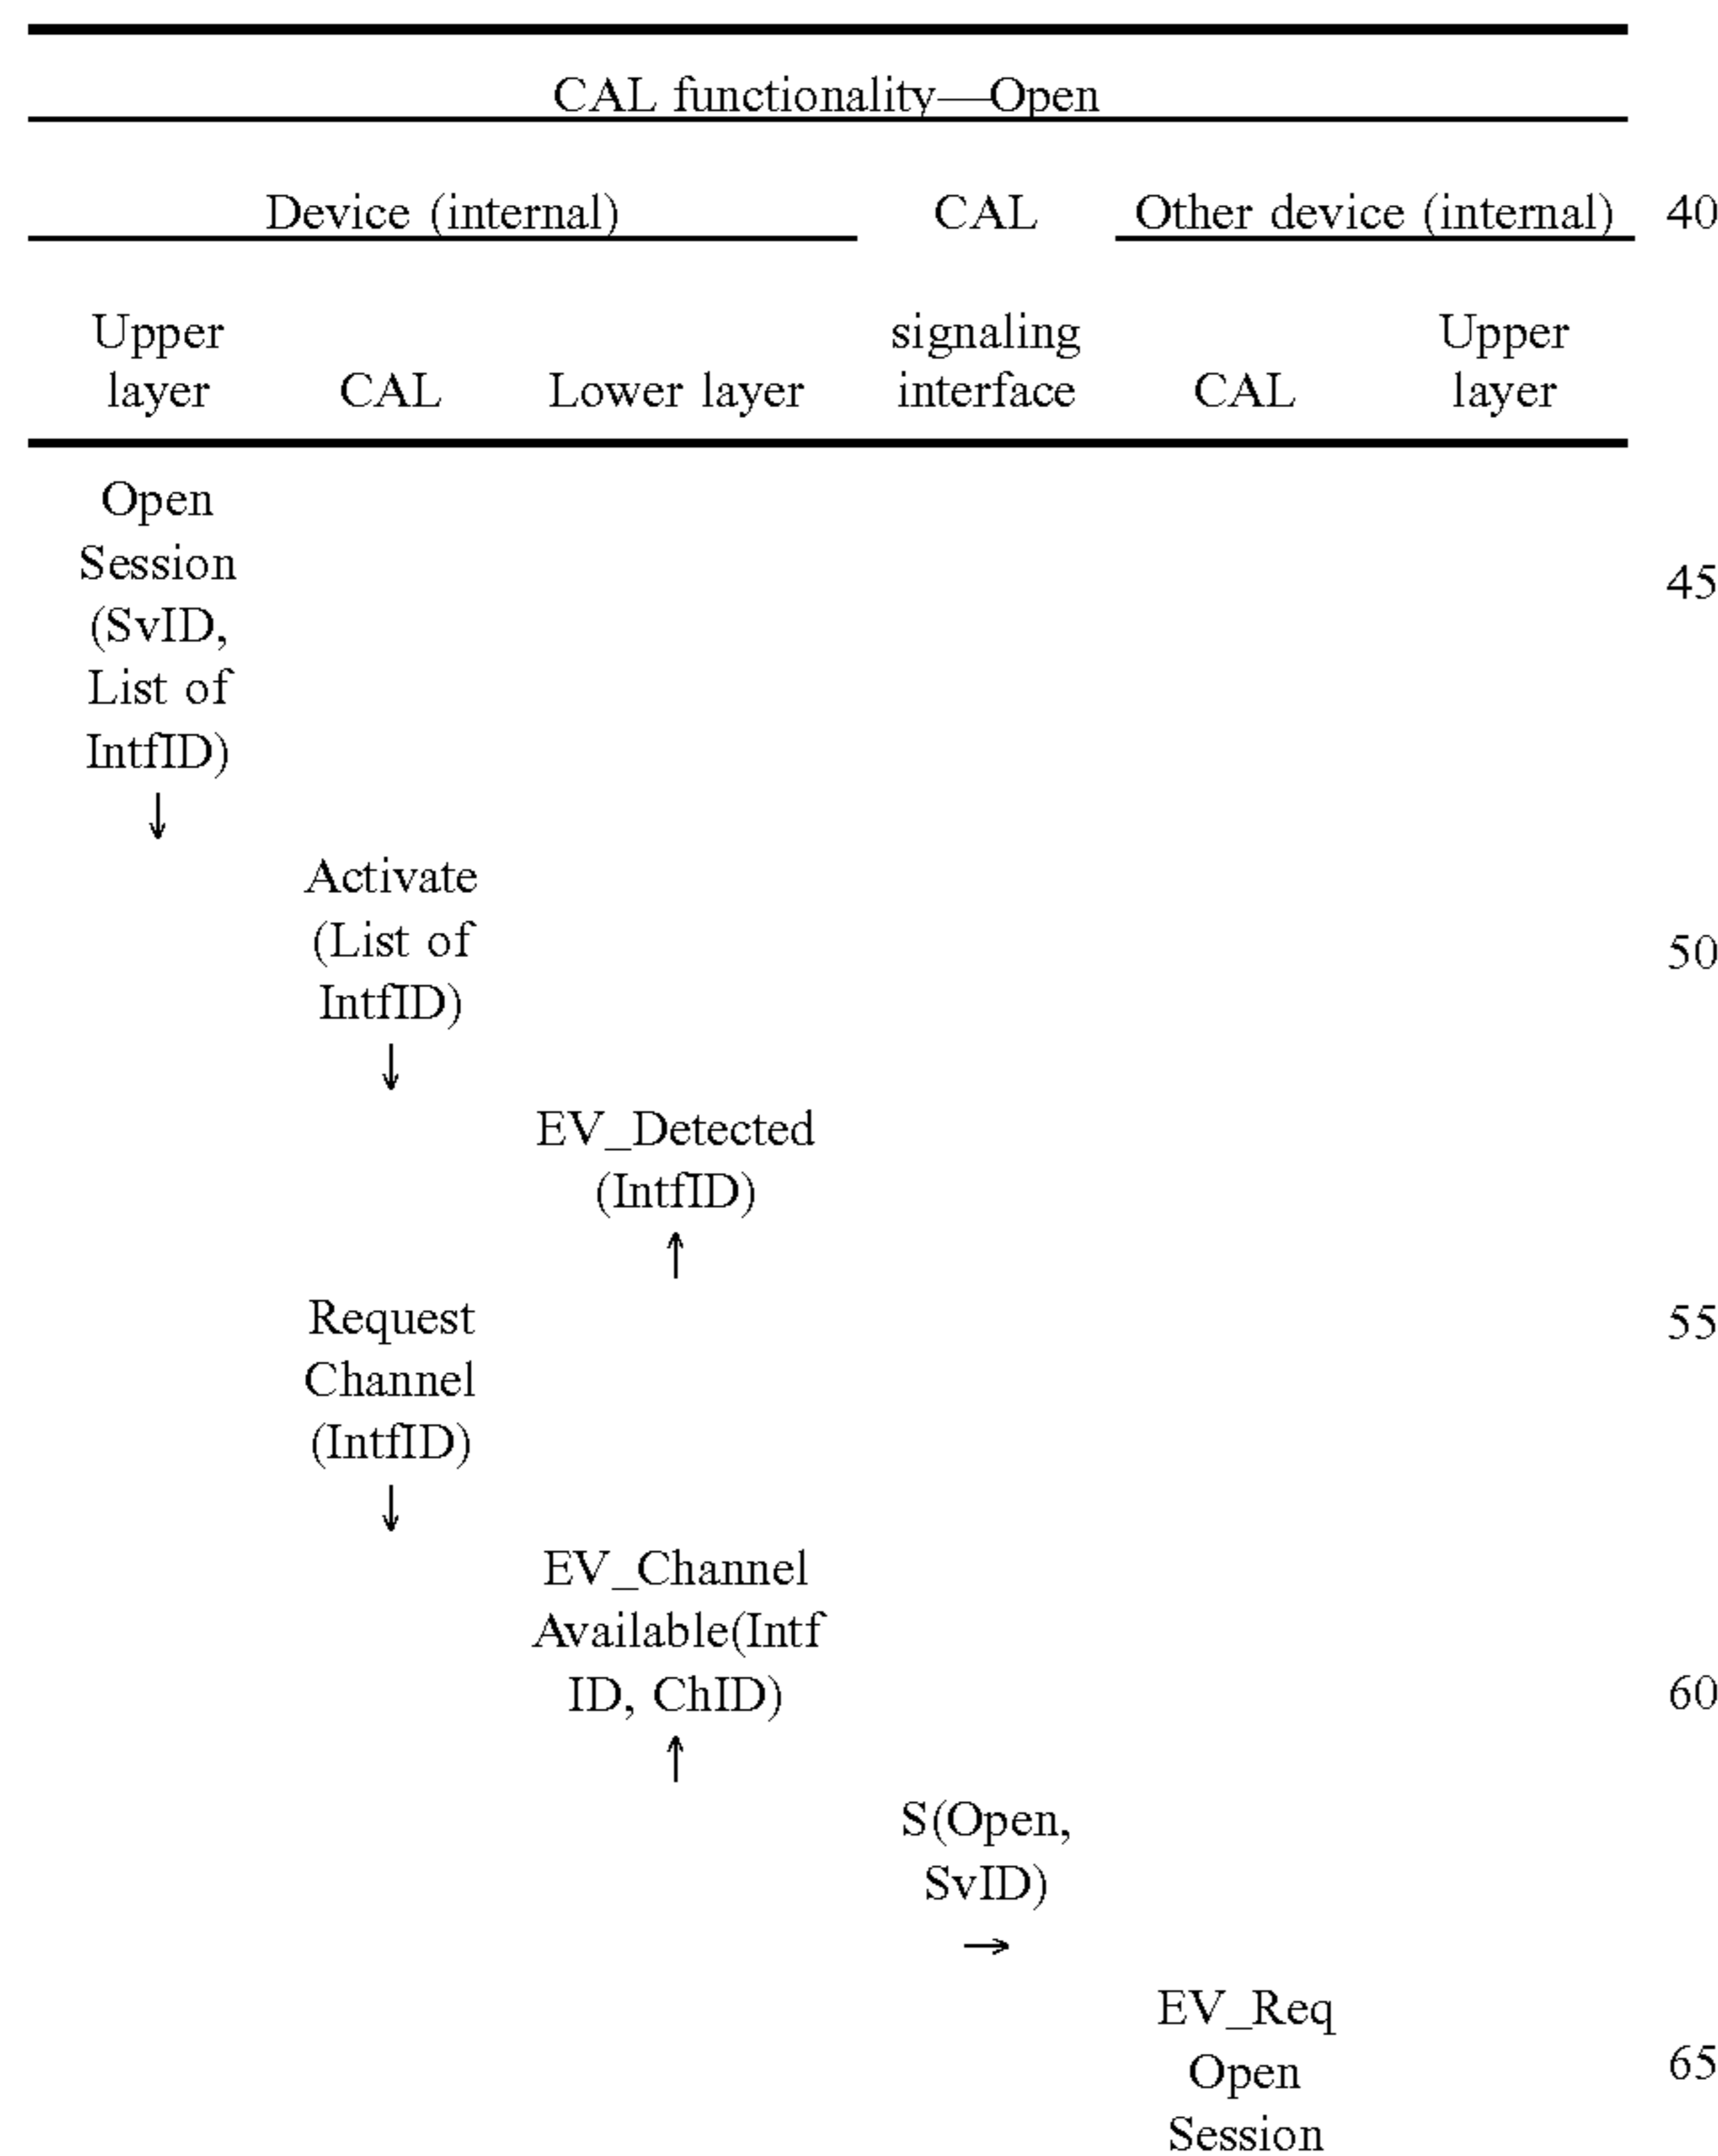 CAL functionality—Open
Device (internal) CAL Other device (internal) 40
Upper signaling Upper
layer CAL Lower layer interface CAL layer
Open
Session 45
(SvID,
List of
IntfID)
↓
Activate
(List of 50
IntfID)
↓
EV_Detected
(IntfID)
↑
Request 55
Channel
(IntfID)
↓
EV_Channel
Available(Intf
ID, ChID) 60
↑
S(Open,
SvID)
→
EV_Req
Open 65
Session